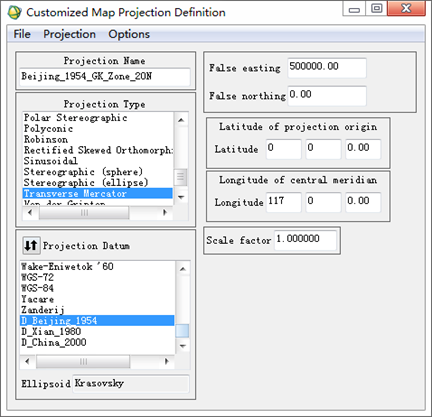 Customized Map Projection Definition
File Projection Options
Projection Name
Beijing_1954_GK_Zone_20N
Projection Type
Polar Stereographic
Polyconic
Robinson
Rectified Skewed Orthomorphi
Sinusoidal
Stereographic (sphere)
Stereographic (ellipse)
Transverse Mercator
Van der Grinten
Projection Datum
Wake-Eniwetok '60
WGS-72
WGS-84
Yacare
Zanderij
D_Beijing_1954
D_Xian_1980
D_China_2000
Ellipsoid Krasovsky
False easting 500000.00
False northing 0.00
Latitude of projection origin
Latitude 0 0 0.00
Longitude of central meridian
Longitude 117 0 0.00
Scale factor 1.000000